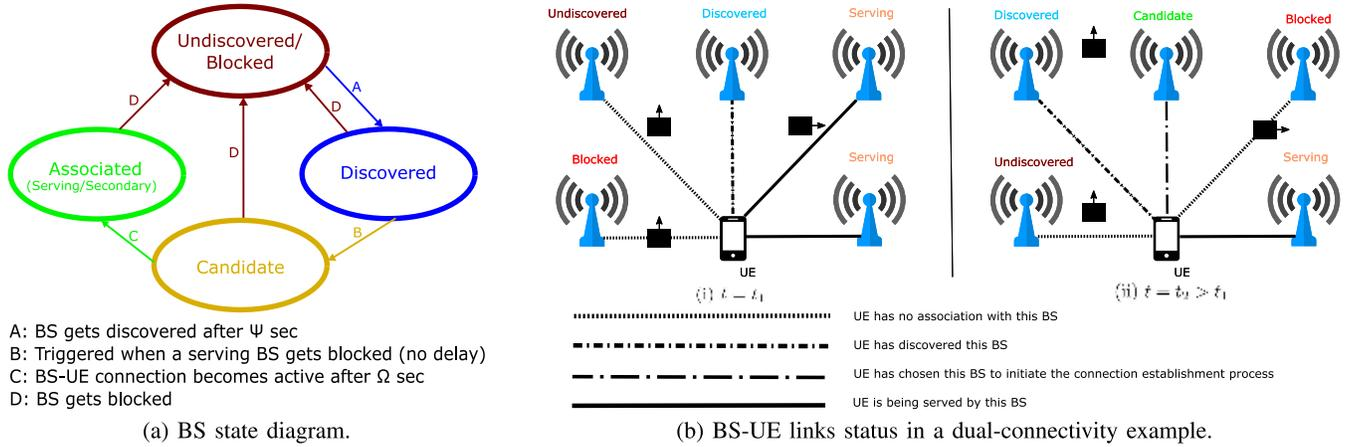 Undiscovered/
Blocked
D
A
D
D
Associated
(Serving/Secondary)
Discovered
C
B
Candidate
A: BS gets discovered after Ψ sec
B: Triggered when a serving BS gets blocked (no delay)
C: BS-UE connection becomes active after Ω sec
D: BS gets blocked
(a) BS state diagram.
Undiscovered
Discovered
Serving
Blocked
Serving
UE
(i) t = t₁
Discovered
Candidate
Blocked
Undiscovered
Serving
UE
(ii) t = t₂ > t₁
UE has no association with this BS
UE has discovered this BS
UE has chosen this BS to initiate the connection establishment process
UE is being served by this BS
(b) BS-UE links status in a dual-connectivity example.